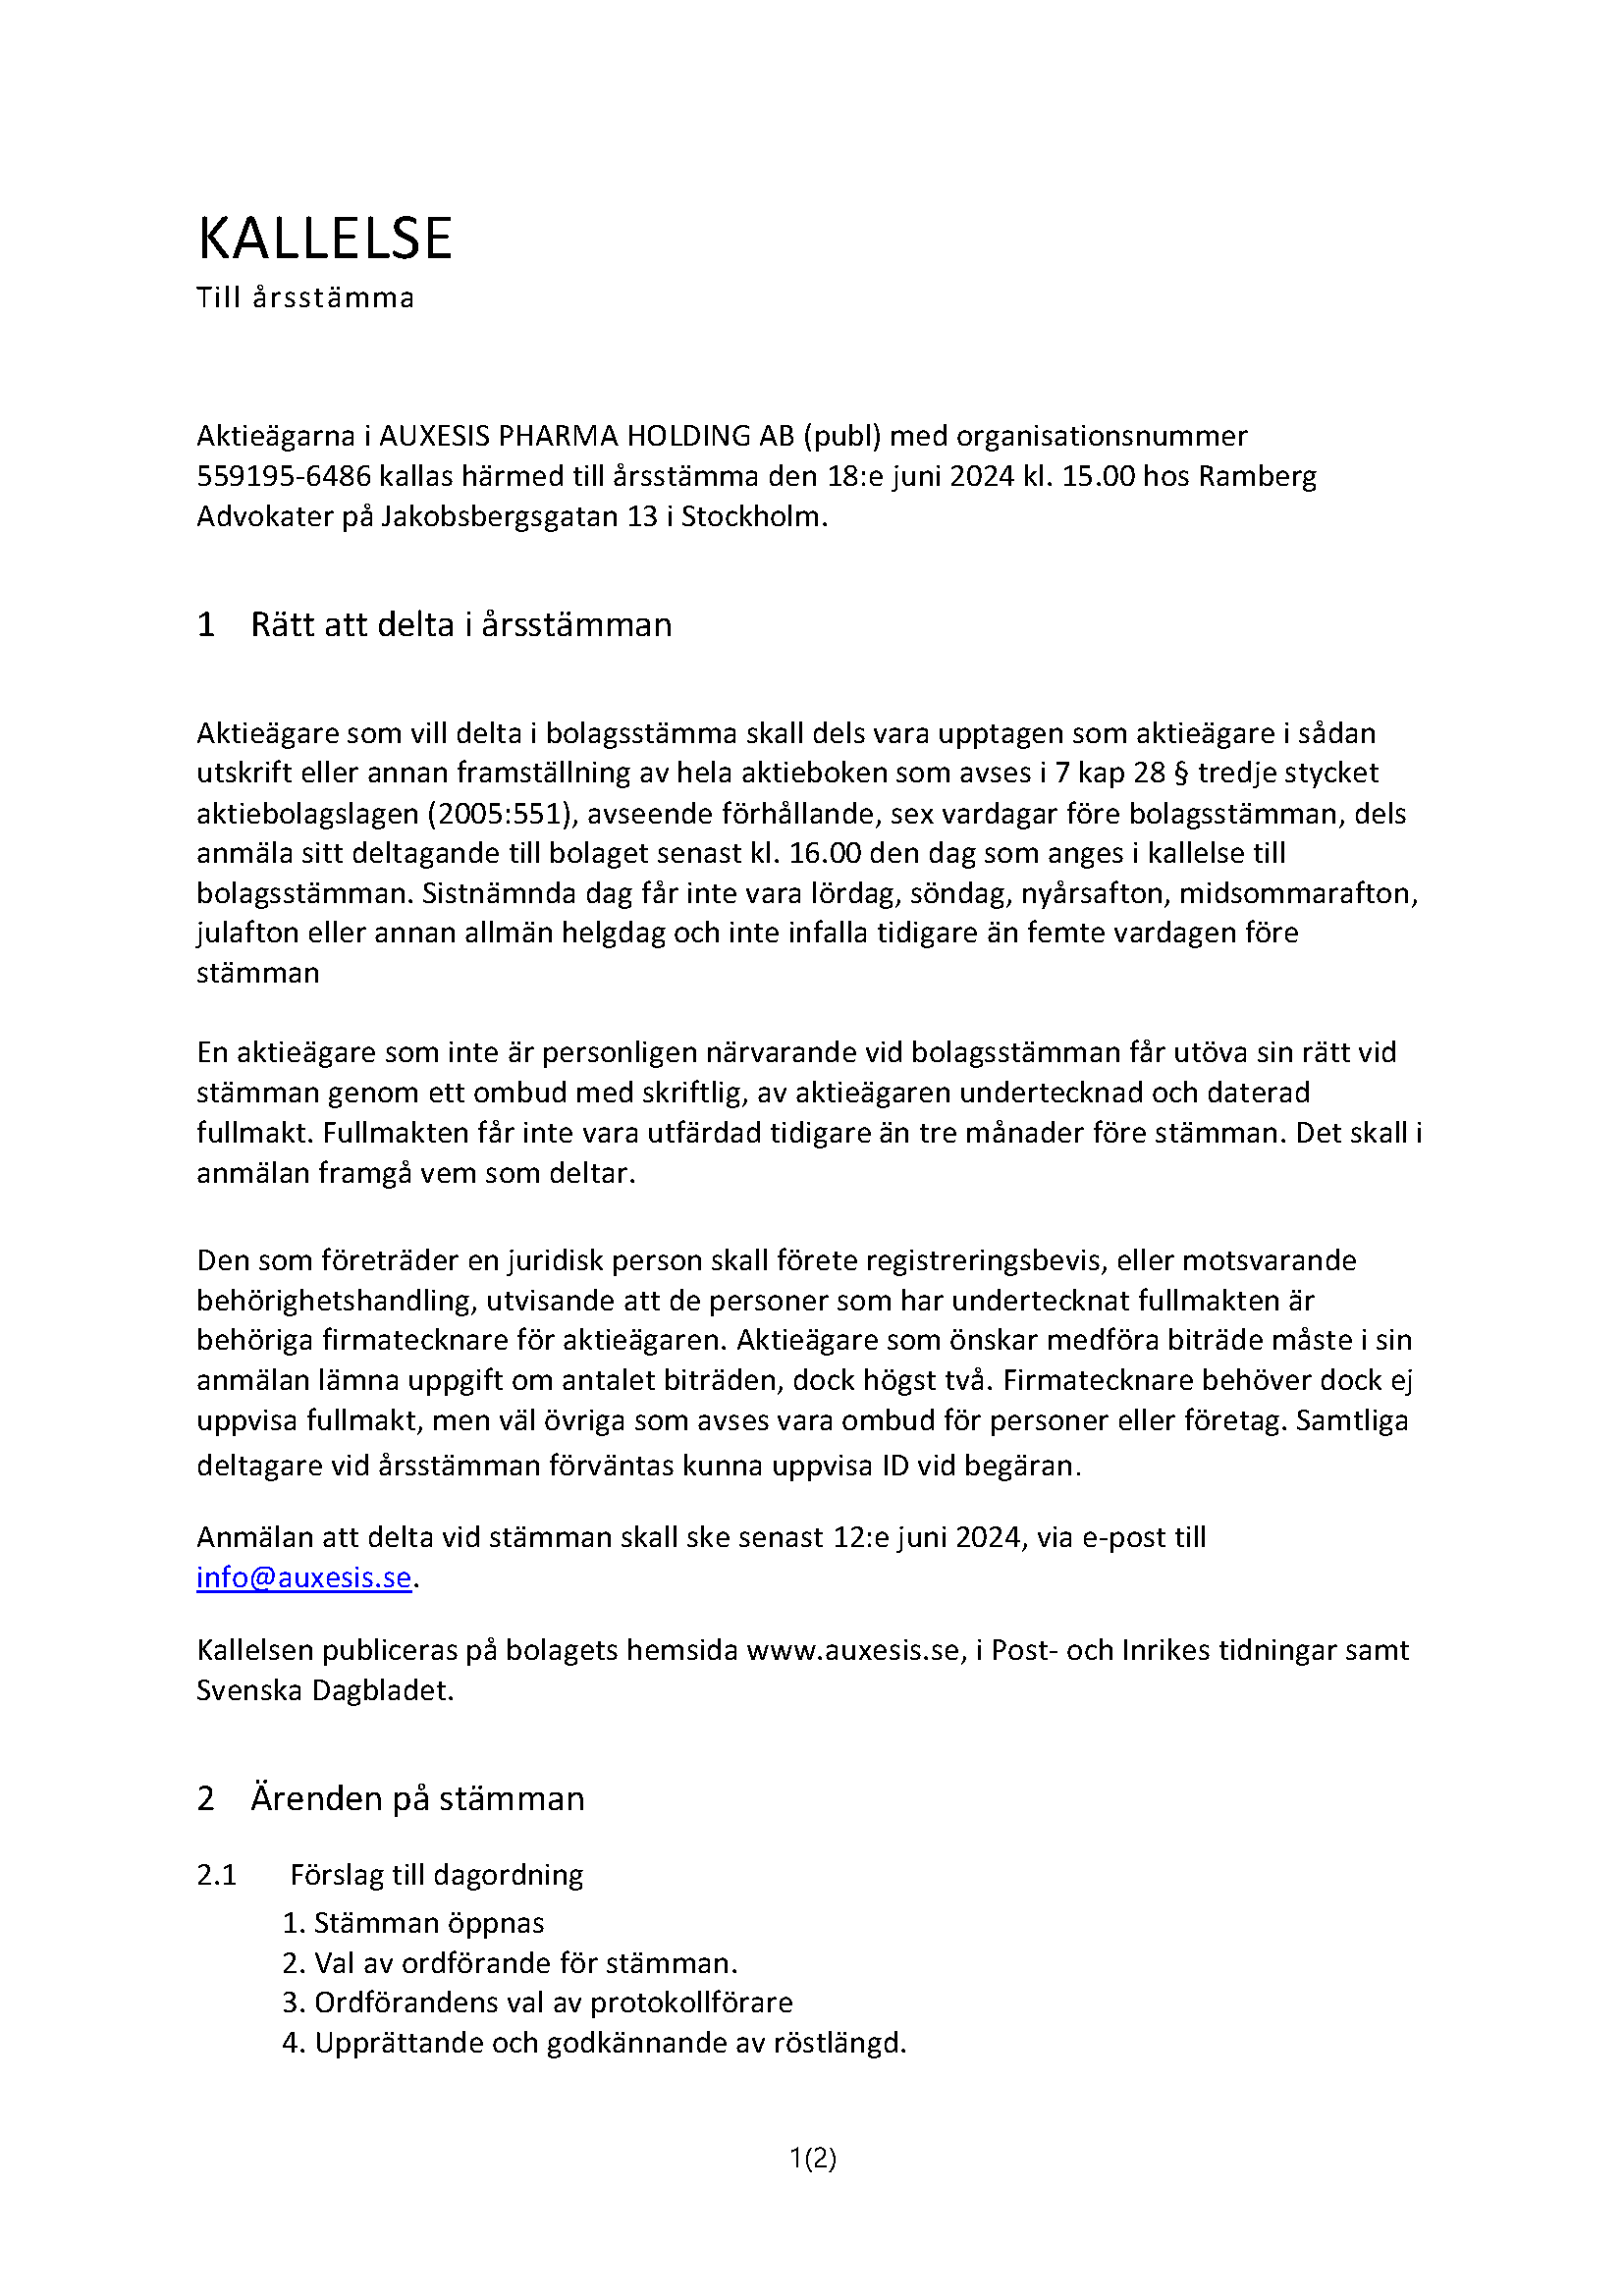 KALLELSE
Till årsstämma
Aktieägarna i AUXESIS PHARMA HOLDING AB (publ) med organisationsnummer
559195-6486 kallas härmed till årsstämma den 18:e juni 2024 kl. 15.00 hos Ramberg
Advokater på Jakobsbergsgatan 13 i Stockholm.
1 Rätt att delta i årsstämman
Aktieägare som vill delta i bolagsstämma skall dels vara upptagen som aktieägare i sådan
utskrift eller annan framställning av hela aktieboken som avses i 7 kap 28 § tredje stycket
aktiebolagslagen (2005:551), avseende förhållande, sex vardagar före bolagsstämman, dels
anmäla sitt deltagande till bolaget senast kl. 16.00 den dag som anges i kallelse till
bolagsstämman. Sistnämnda dag får inte vara lördag, söndag, nyårsafton, midsommarafton,
julafton eller annan allmän helgdag och inte infalla tidigare än femte vardagen före
stämman
En aktieägare som inte är personligen närvarande vid bolagsstämman får utöva sin rätt vid
stämman genom ett ombud med skriftlig, av aktieägaren undertecknad och daterad
fullmakt. Fullmakten får inte vara utfärdad tidigare än tre månader före stämman. Det skall i
anmälan framgå vem som deltar.
Den som företräder en juridisk person skall förete registreringsbevis, eller motsvarande
behörighetshandling, utvisande att de personer som har undertecknat fullmakten är
behöriga firmatecknare för aktieägaren. Aktieägare som önskar medföra biträde måste i sin
anmälan lämna uppgift om antalet biträden, dock högst två. Firmatecknare behöver dock ej
uppvisa fullmakt, men väl övriga som avses vara ombud för personer eller företag. Samtliga
deltagare vid årsstämman förväntas kunna uppvisa ID vid begäran.
Anmälan att delta vid stämman skall ske senast 12:e juni 2024, via e-post till
info@auxesis.se.
Kallelsen publiceras på bolagets hemsida www.auxesis.se, i Post- och Inrikes tidningar samt
Svenska Dagbladet.
2 Ärenden på stämman
2.1 Förslag till dagordning
1. Stämman öppnas
2. Val av ordförande för stämman.
3. Ordförandens val av protokollförare
4. Upprättande och godkännande av röstlängd.
1(2)